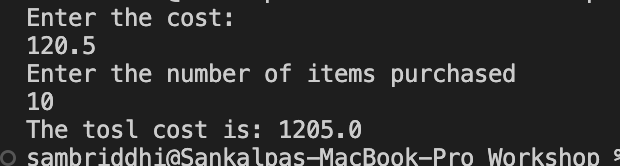 Enter the cost:
120.5
Enter the number of items purchased
10
The tosl cost is: 1205.0
sambriddhi@Sankalpas-MacBook-Pro Workshop